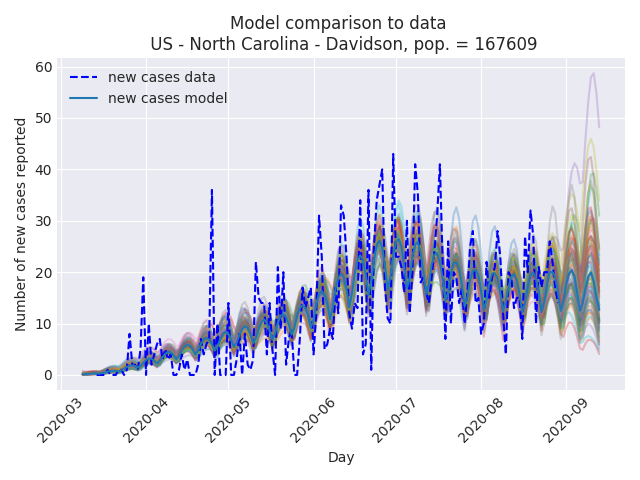 Model comparison to data
US - North Carolina - Davidson, pop. = 167609
new cases data
new cases model
Number of new cases reported
60
50
40
30
20
10
0
2020-03
2020-04
2020-05
2020-06
2020-07
2020-08
2020-09
Day